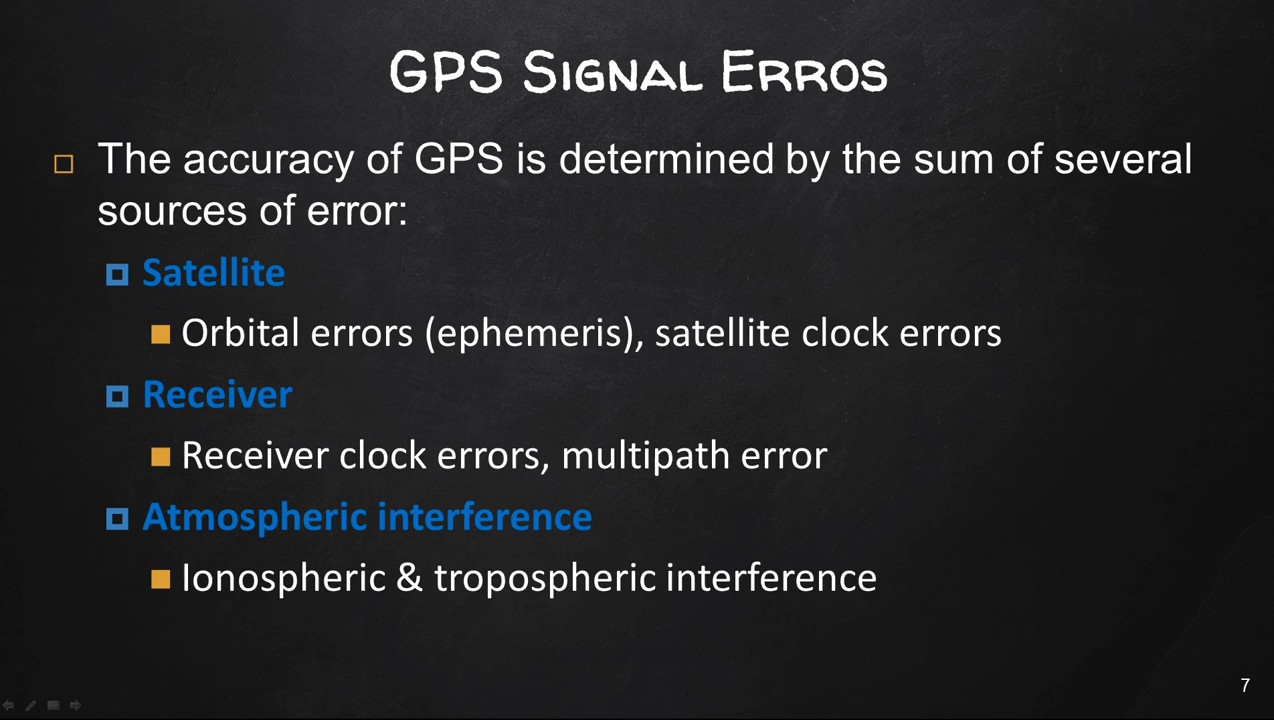 GPS SIGNAL ERROS
The accuracy of GPS is determined by the sum of several
sources of error:
Satellite
Orbital errors (ephemeris), satellite clock errors
Receiver
Receiver clock errors, multipath error
Atmospheric interference
Ionospheric & tropospheric interference
7